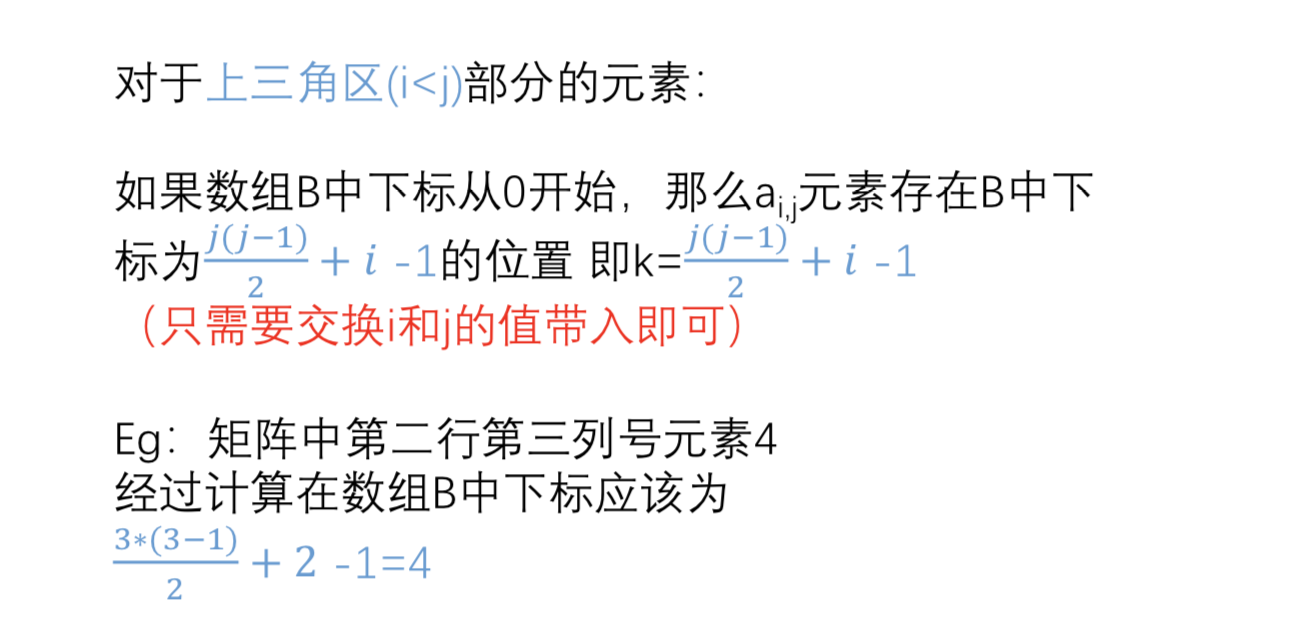 对于上三角区(i<j)部分的元素：
如果数组B中下标从0开始，那么a_{i,j}元素存在B中下
标为\frac{j(j-1)}{2} + i -1的位置 即k=\frac{j(j-1)}{2} + i -1
（只需要交换i和j的值带入即可）
Eg：矩阵中第二行第三列号元素4
经过计算在数组B中下标应该为
\frac{3*(3-1)}{2} + 2 -1=4